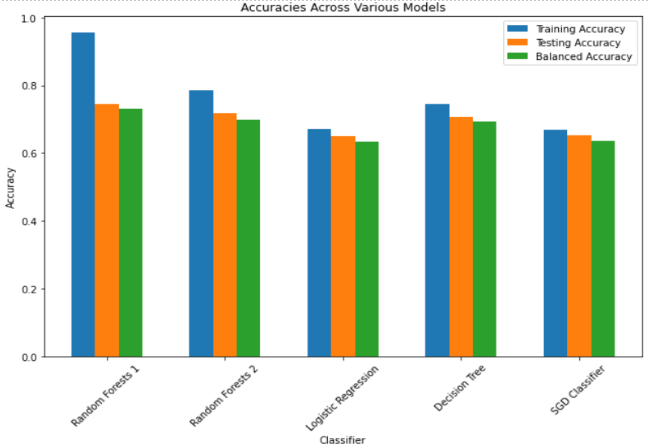 Accuracies Across Various Models
Training Accuracy
Testing Accuracy
Balanced Accuracy
1.0
0.8
0.6
0.4
0.2
0.0
Accuracy
Random Forests 1
Random Forests 2
Logistic Regression
Decision Tree
SGD Classifier
Classifier